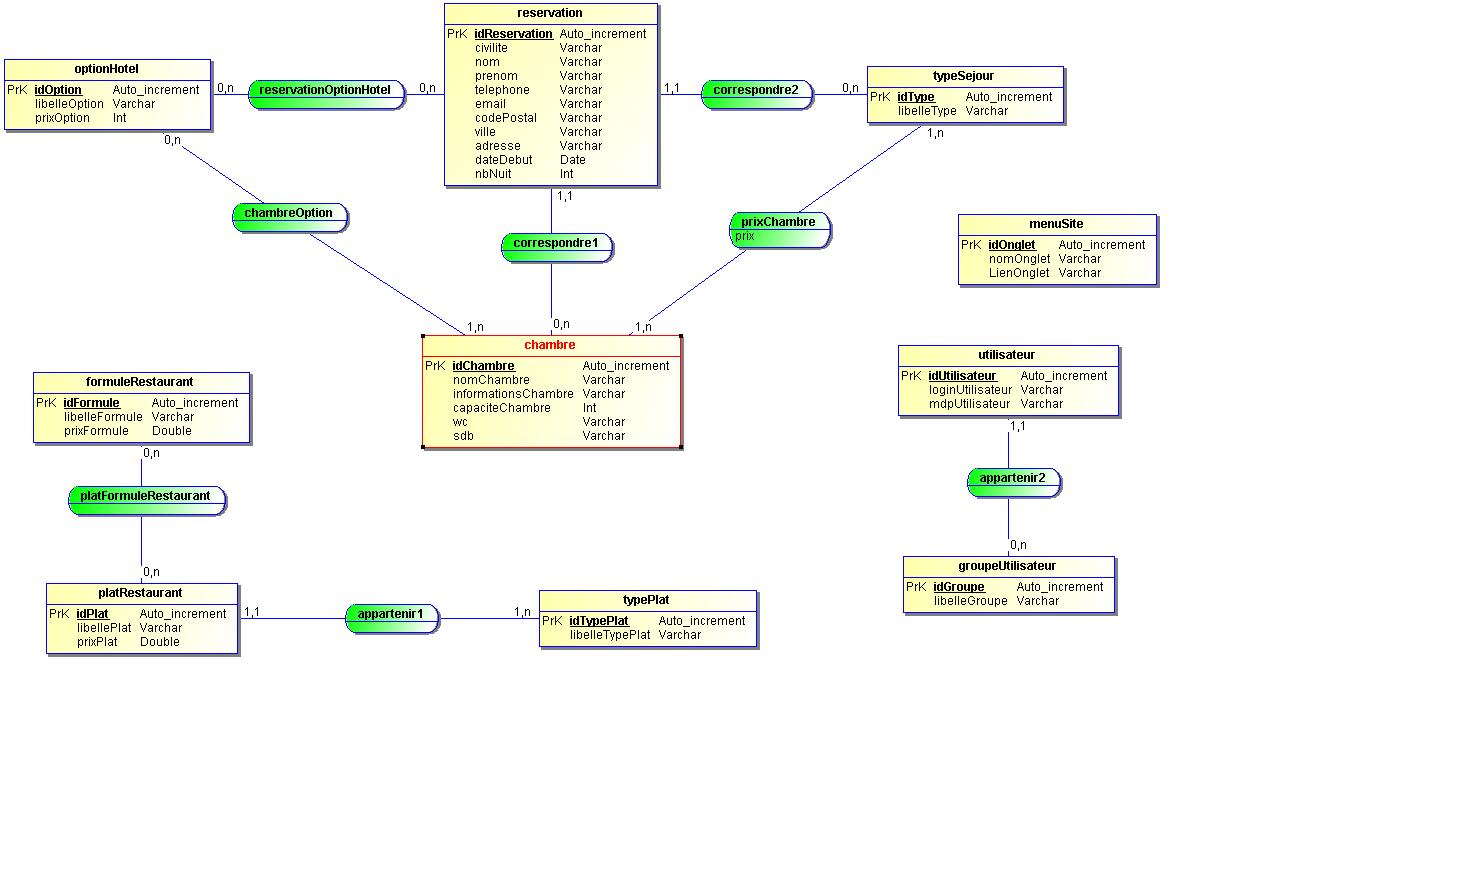 reservation
PrK idReservation Auto_increment
civilite Varchar
nom Varchar
prenom Varchar
telephone Varchar
email Varchar
codePostal Varchar
ville Varchar
adresse Varchar
dateDebut Date
nbNuit Int
optionHotel
PrK idOption Auto_increment
libelleOption Varchar
prixOption Int
0,n
reservationOptionHotel
0,n
1,1
correspondre2
0,n
typeSejour
PrK idType Auto_increment
libelleType Varchar
0,n
1,n
1,1
chambreOption
correspondre1
prixChambre
prix
menuSite
PrK idOnglet Auto_increment
nomOnglet Varchar
LienOnglet Varchar
1,n
0,n
1,n
chambre
PrK idChambre Auto_increment
nomChambre Varchar
informationsChambre Varchar
capaciteChambre Int
wc Varchar
sdb Varchar
utilisateur
PrK idUtilisateur Auto_increment
loginUtilisateur Varchar
mdpUtilisateur Varchar
formuleRestaurant
PrK idFormule Auto_increment
libelleFormule Varchar
prixFormule Double
0,n
1,1
platFormuleRestaurant
appartenir2
0,n
0,n
platRestaurant
PrK idPlat Auto_increment
libellePlat Varchar
prixPlat Double
1,1
appartenir1
1,n
typePlat
PrK idTypePlat Auto_increment
libelleTypePlat Varchar
groupeUtilisateur
PrK idGroupe Auto_increment
libelleGroupe Varchar